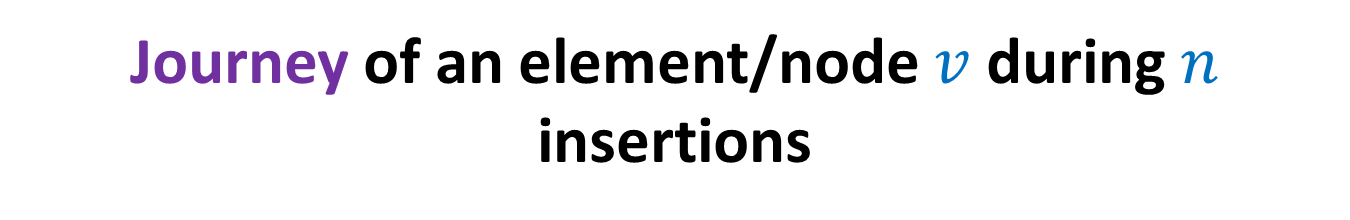 Journey of an element/node 𝑣 during 𝑛
insertions